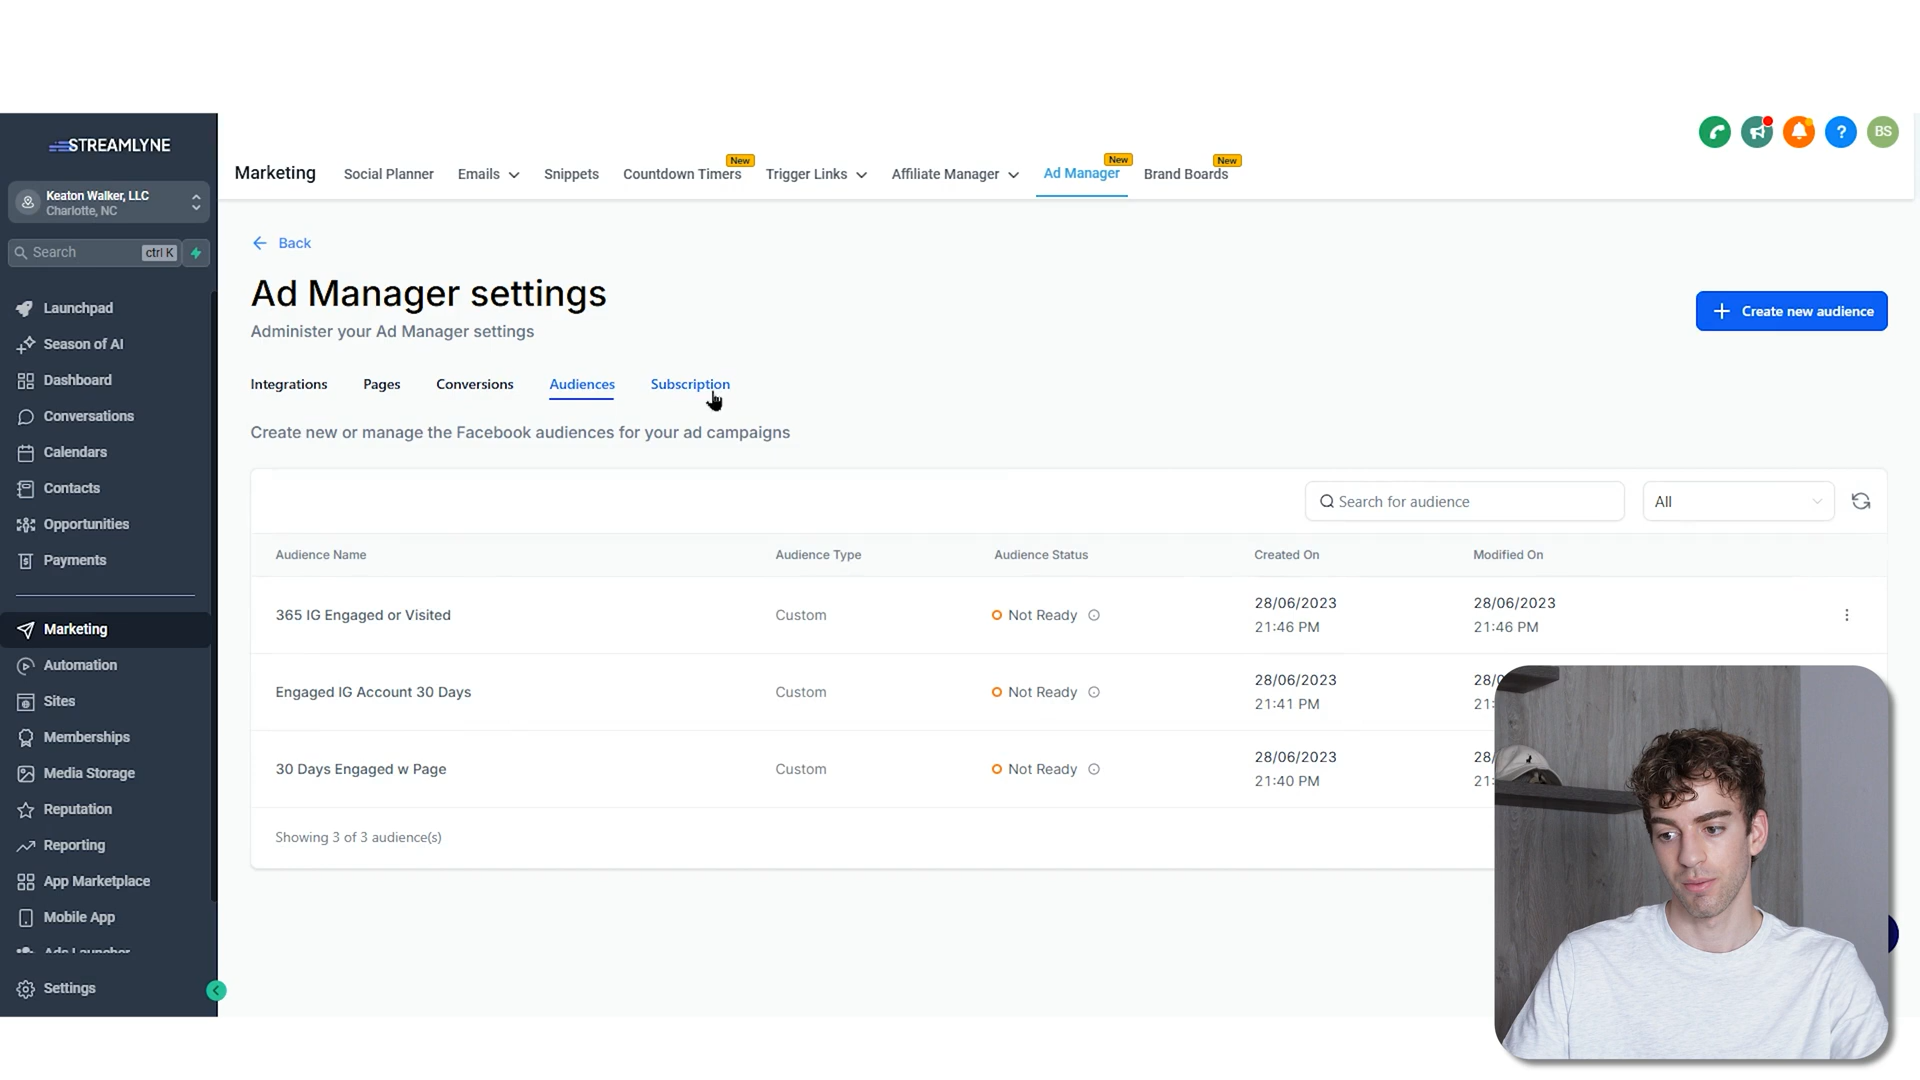 STREAMLYNE
Keaton Walker, LLC
Charlotte, NC
Search ctrl K
Launchpad
Season of AI
Dashboard
Conversations
Calendars
Contacts
Opportunities
Payments
Marketing
Automation
Sites
Memberships
Media Storage
Reputation
Reporting
App Marketplace
Mobile App
Ads Launcher
Settings
? BS
New New New
Marketing Social Planner Emails Snippets Countdown Timers Trigger Links Affiliate Manager Ad Manager Brand Boards
Back
Ad Manager settings
Administer your Ad Manager settings
Create new audience
Integrations Pages Conversions Audiences Subscription
Create new or manage the Facebook audiences for your ad campaigns
Search for audience All
Audience Name Audience Type Audience Status Created On Modified On
365 IG Engaged or Visited Custom Not Ready 28/06/2023 28/06/2023
21:46 PM 21:46 PM
Engaged IG Account 30 Days Custom Not Ready 28/06/2023 28/
21:41 PM 21:
30 Days Engaged w Page Custom Not Ready 28/06/2023 28/
21:40 PM 21:
Showing 3 of 3 audience(s)